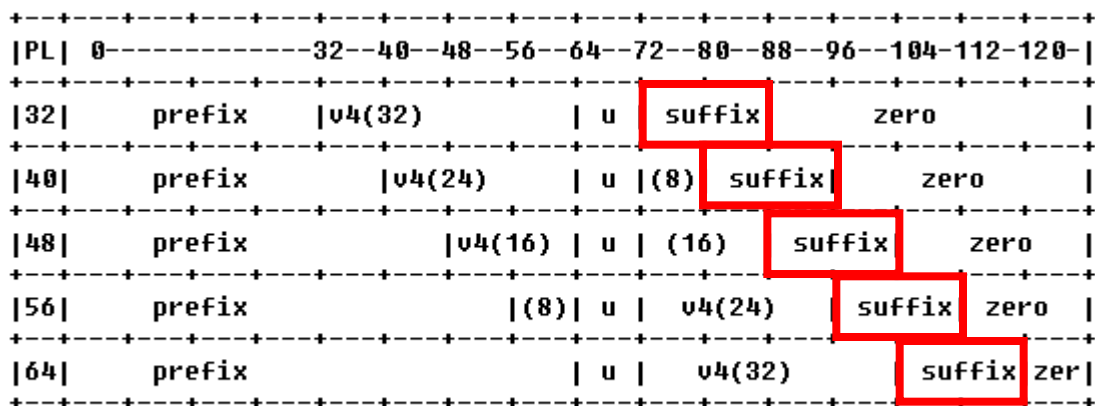 +--+---+---+---+---+---+---+---+---+---+---+---+---+---+---+---+---+
|PL| 0-------------32--40--48--56--64--72--80--88--96--104-112-120-|
+--+---+---+---+---+---+---+---+---+---+---+---+---+---+---+---+---+
|32| prefix |v4(32) | u | suffix zero |
+--+---+---+---+---+---+---+---+---+---+---+---+---+---+---+---+---+
|40| prefix |v4(24) | u |(8) suffix| zero |
+--+---+---+---+---+---+---+---+---+---+---+---+---+---+---+---+---+
|48| prefix |v4(16) | u | (16) suffix| zero |
+--+---+---+---+---+---+---+---+---+---+---+---+---+---+---+---+---+
|56| prefix |(8)| u | v4(24) | suffix| zero |
+--+---+---+---+---+---+---+---+---+---+---+---+---+---+---+---+---+
|64| prefix | u | v4(32) | suffix zer|
+--+---+---+---+---+---+---+---+---+---+---+---+---+---+---+---+---+